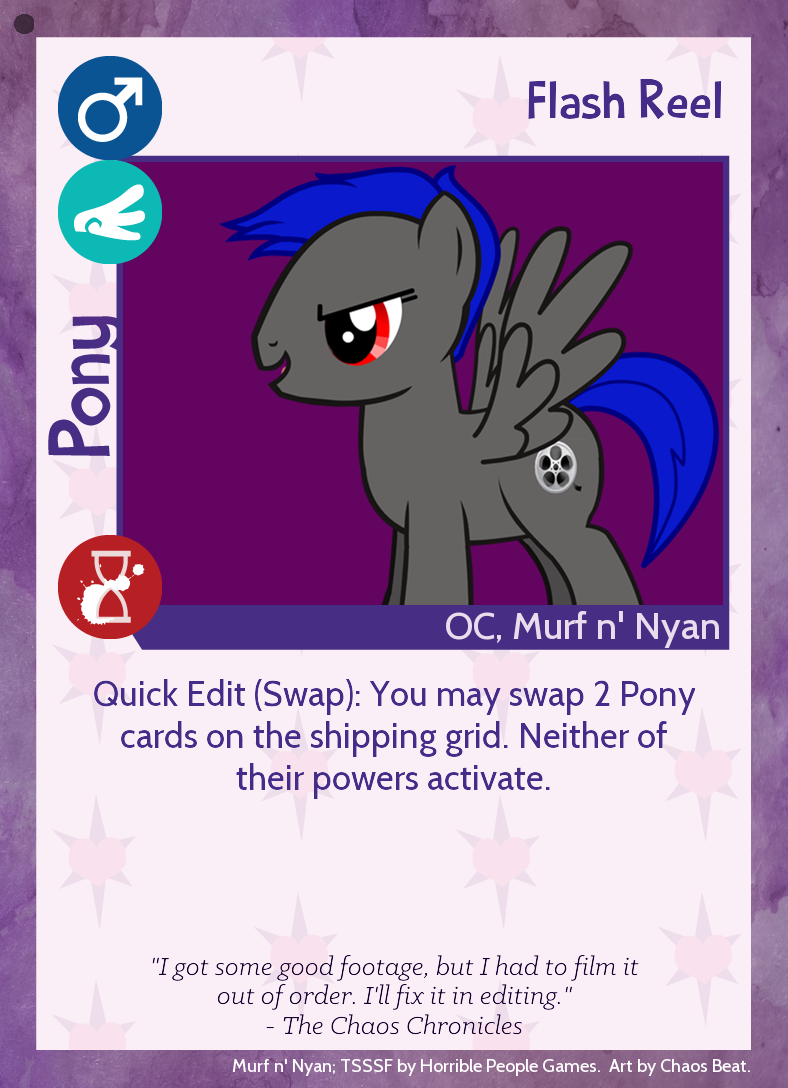 Flash Reel
Pony
OC, Murf n' Nyan
Quick Edit (Swap): You may swap 2 Pony
cards on the shipping grid. Neither of
their powers activate.
"I got some good footage, but I had to film it
out of order. I'll fix it in editing."
- The Chaos Chronicles
Murf n' Nyan; TSSSF by Horrible People Games.  Art by Chaos Beat.